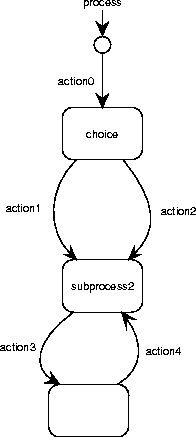 process
action0
choice
action1
action2
subprocess2
action3
action4